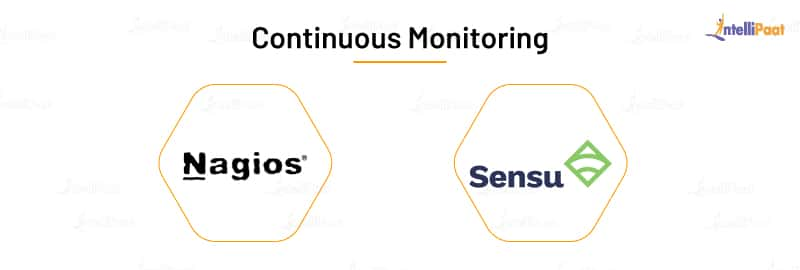 Continuous Monitoring
IntelliPaat
Nagios®
Sensu